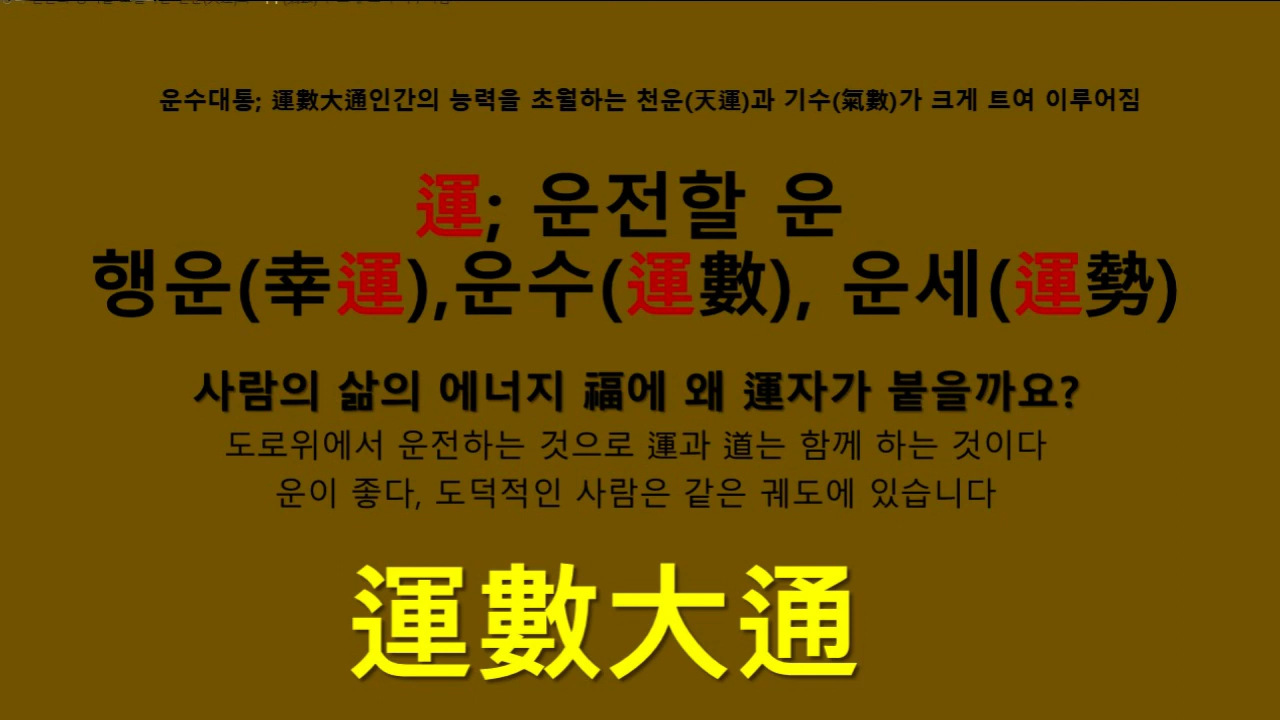 운수대통; 運數大通인간의 능력을 초월하는 천운(天運)과 기수(氣數)가 크게 트여 이루어짐
運; 운전할 운
행운(幸運),운수(運數), 운세(運勢)
사람의 삶의 에너지 福에 왜 運자가 붙을까요?
도로위에서 운전하는 것으로 運과 道는 함께 하는 것이다
운이 좋다, 도덕적인 사람은 같은 궤도에 있습니다
運數大通